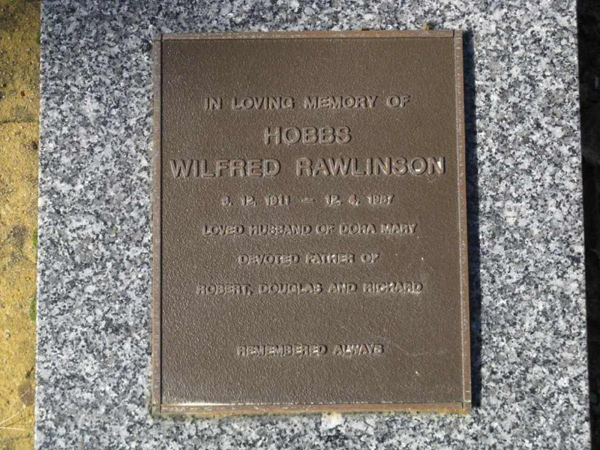 IN LOVING MEMORY OF
HOBBS
WILFRED RAWLINSON
12. 1911 — 12. 4. 1987
LOVED HUSBAND OF DORA MARY
DEVOTED FATHER OF
ROBERT, DOUGLAS AND RICHARD
REMEMBERED ALWAYS